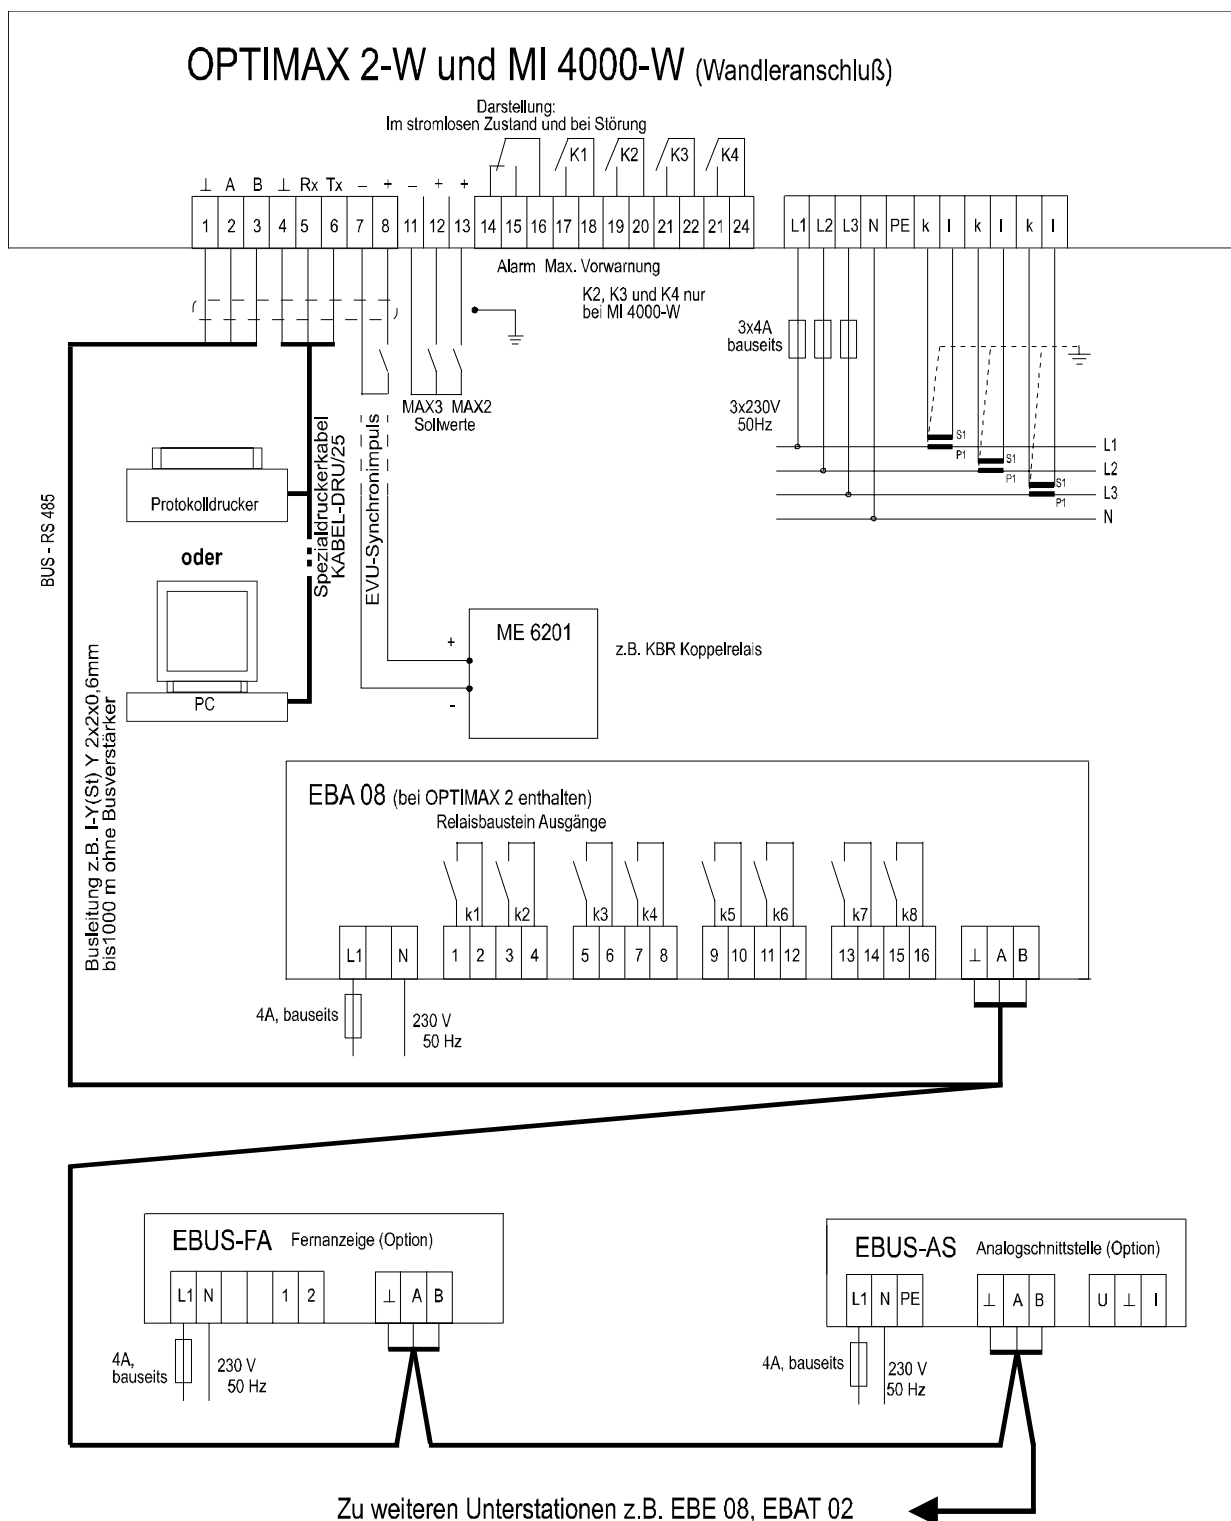 OPTIMAX 2-W und MI 4000-W (Wandleranschluß)
Darstellung:
Im stromlosen Zustand und bei Störung
K1 K2 K3 K4
⊥ A B ⊥ Rx Tx – + – + +
1 2 3 4 5 6 7 8 11 12 13 14 15 16 17 18 19 20 21 22 21 24
L1 L2 L3 N PE k l k l k l
Alarm Max. Vorwarnung
K2, K3 und K4 nur
bei MI 4000-W
3x4A
bauseits
MAX3 MAX2
Sollwerte
3x230V
50Hz
S1
P1
L1
S1
P1
L2
S1
P1
L3
N
BUS - RS 485
Protokolldrucker
oder
PC
Spezialdruckerkabel
KABEL-DRU/25
EVU-Synchronimpuls
ME 6201
+
-
z.B. KBR Koppelrelais
Busleitung z.B. I-Y(St) Y 2x2x0,6mm
bis1000 m ohne Busverstärker
EBA 08 (bei OPTIMAX 2 enthalten)
Relaisbaustein Ausgänge
k1 k2 k3 k4 k5 k6 k7 k8
L1 N 1 2 3 4 5 6 7 8 9 10 11 12 13 14 15 16 ⊥ A B
4A, bauseits
230 V
50 Hz
EBUS-FA Fernanzeige (Option)
L1 N 1 2 ⊥ A B
4A,
bauseits
230 V
50 Hz
EBUS-AS Analogschnittstelle (Option)
L1 N PE ⊥ A B U ⊥ I
4A, bauseits
230 V
50 Hz
Zu weiteren Unterstationen z.B. EBE 08, EBAT 02